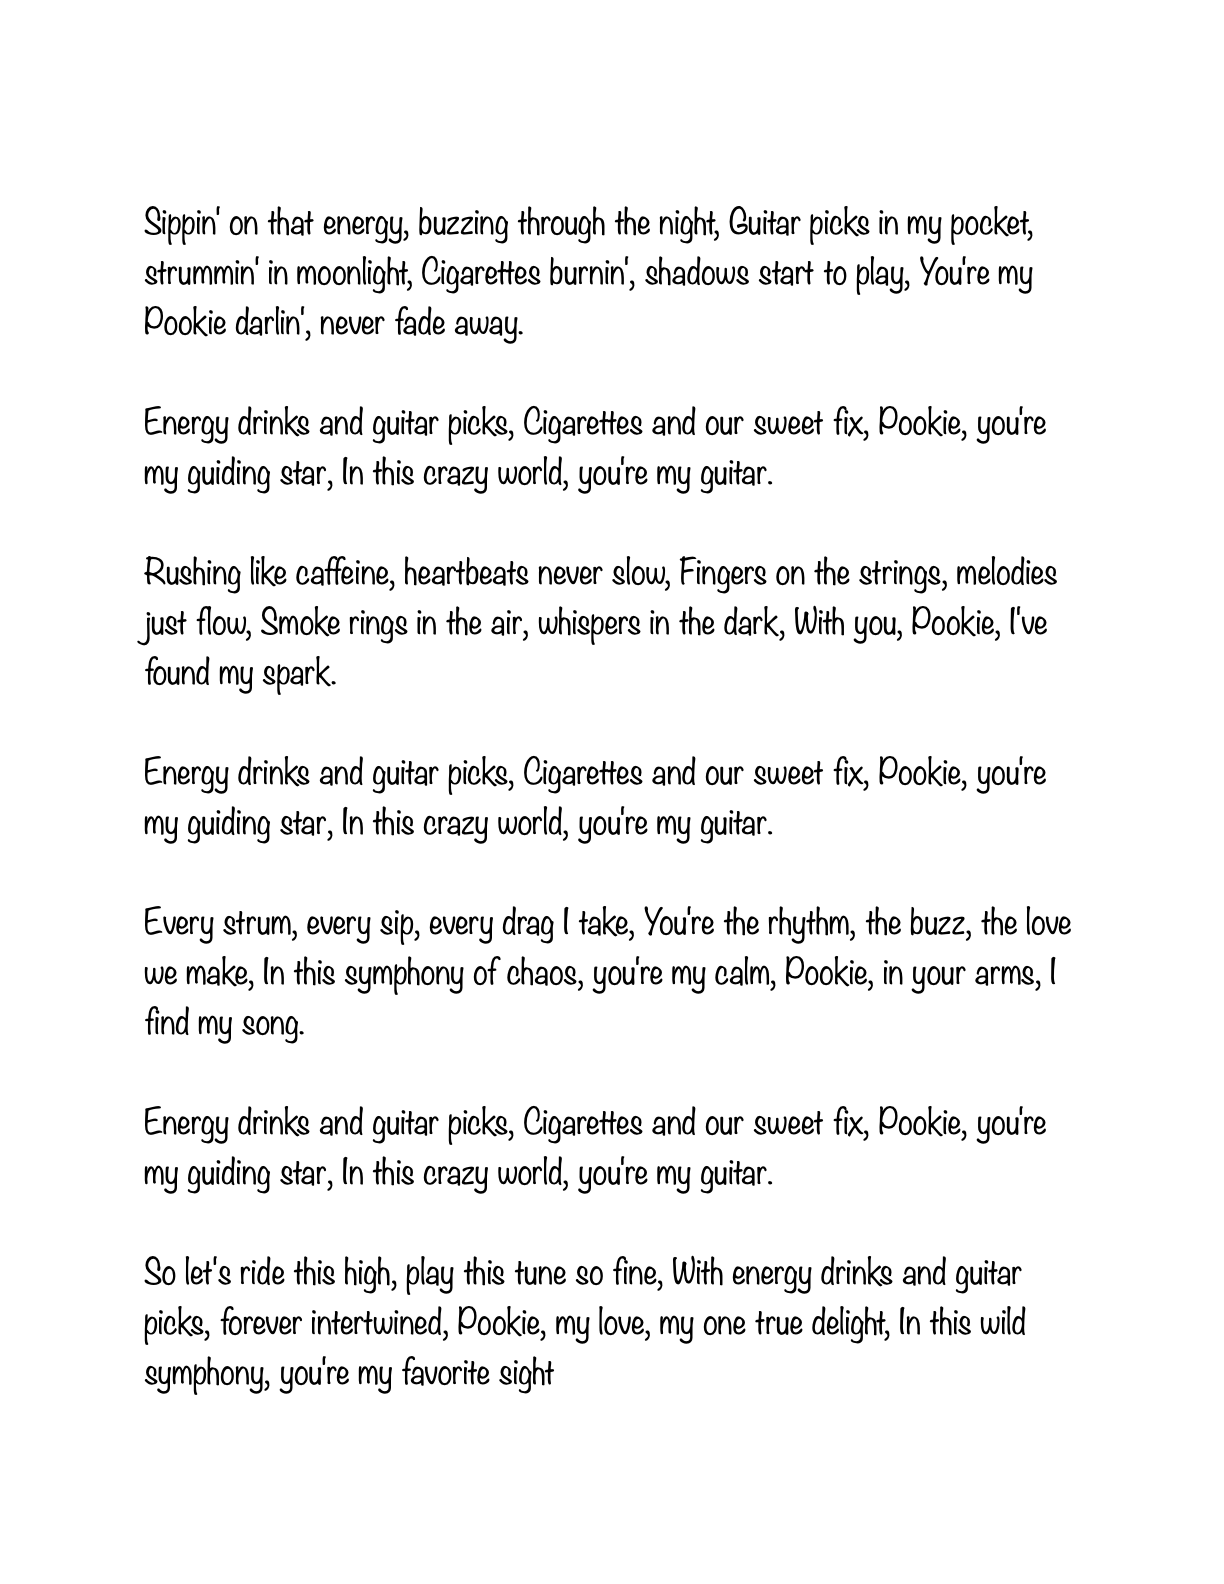 Sippin' on that energy, buzzing through the night, Guitar picks in my pocket,
strummin' in moonlight, Cigarettes burnin', shadows start to play, You're my
Pookie darlin', never fade away.
Energy drinks and guitar picks, Cigarettes and our sweet fix, Pookie, you're
my guiding star, In this crazy world, you're my guitar.
Rushing like caffeine, heartbeats never slow, Fingers on the strings, melodies
just flow, Smoke rings in the air, whispers in the dark, With you, Pookie, I've
found my spark.
Energy drinks and guitar picks, Cigarettes and our sweet fix, Pookie, you're
my guiding star, In this crazy world, you're my guitar.
Every strum, every sip, every drag I take, You're the rhythm, the buzz, the love
we make, In this symphony of chaos, you're my calm, Pookie, in your arms, I
find my song.
Energy drinks and guitar picks, Cigarettes and our sweet fix, Pookie, you're
my guiding star, In this crazy world, you're my guitar.
So let's ride this high, play this tune so fine, With energy drinks and guitar
picks, forever intertwined, Pookie, my love, my one true delight, In this wild
symphony, you're my favorite sight